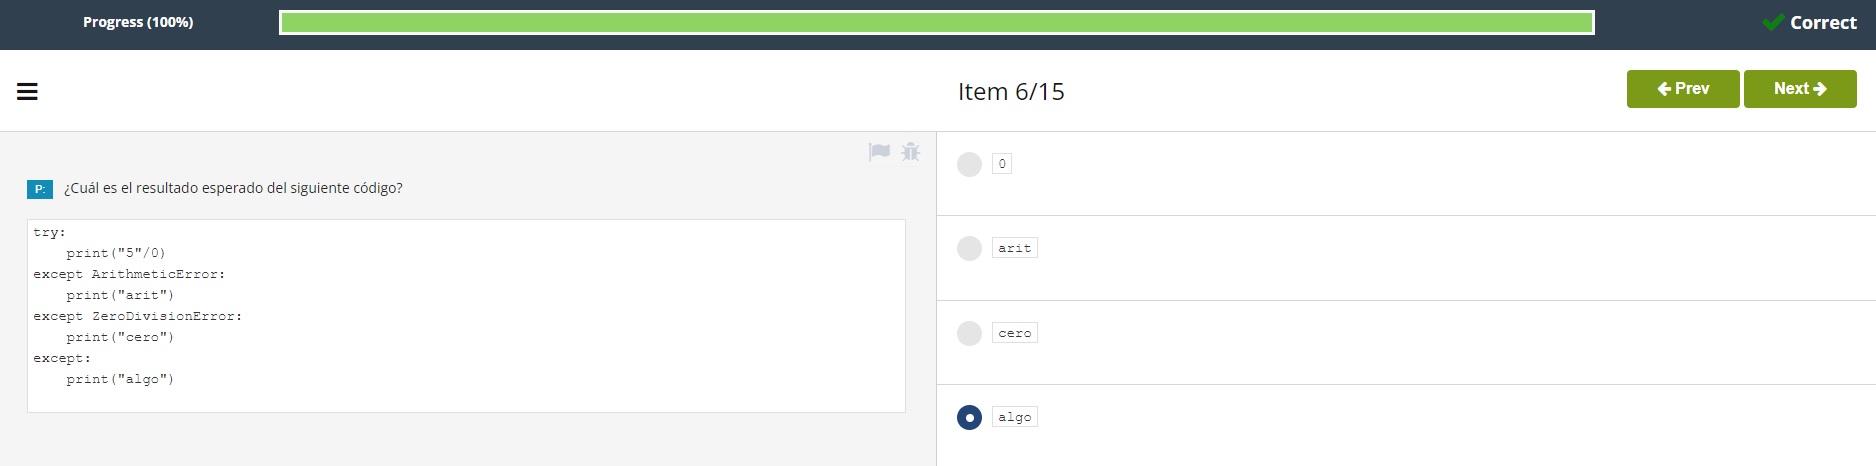 Progress (100%)
Correct
Item 6/15
Prev
Next
P: ¿Cuál es el resultado esperado del siguiente código?
try:
    print("5"/0)
except ArithmeticError:
    print("arit")
except ZeroDivisionError:
    print("cero")
except:
    print("algo")
0
arit
cero
algo